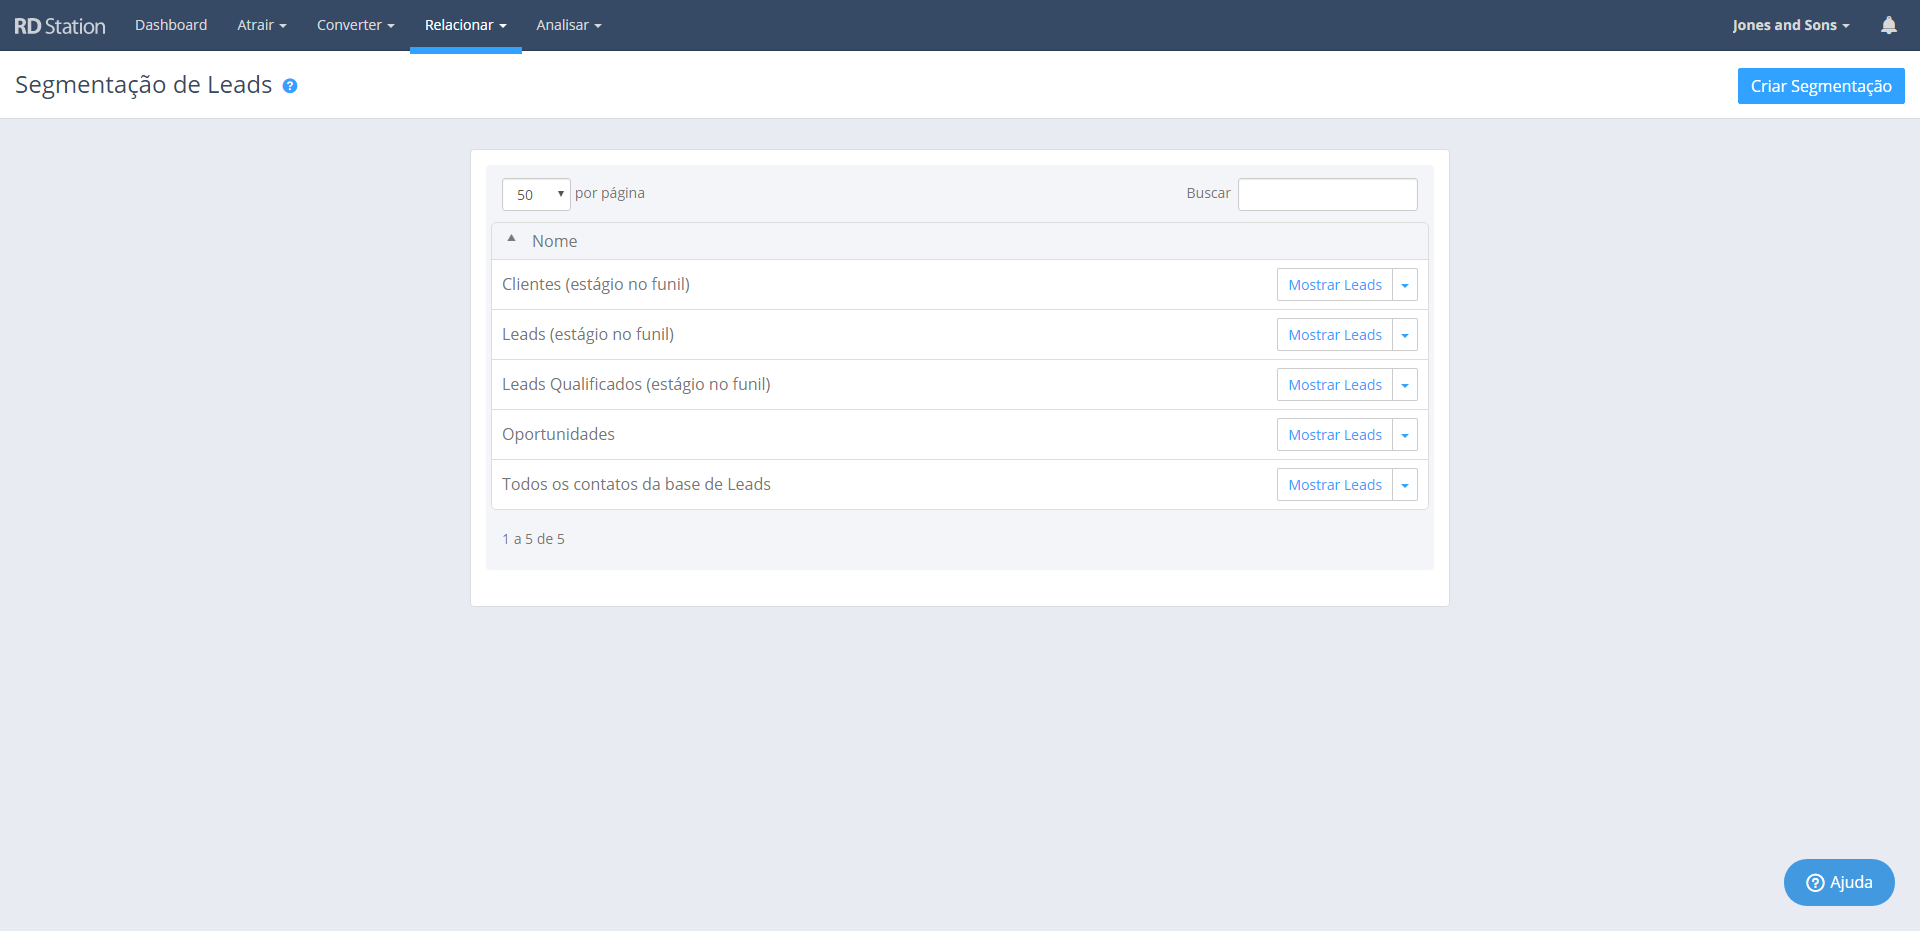 RD Station Dashboard Atrair Converter Relacionar Analisar Jones and Sons
Segmentação de Leads ? Criar Segmentação
50 por página Buscar
Nome
Clientes (estágio no funil) Mostrar Leads
Leads (estágio no funil) Mostrar Leads
Leads Qualificados (estágio no funil) Mostrar Leads
Oportunidades Mostrar Leads
Todos os contatos da base de Leads Mostrar Leads
1 a 5 de 5
? Ajuda